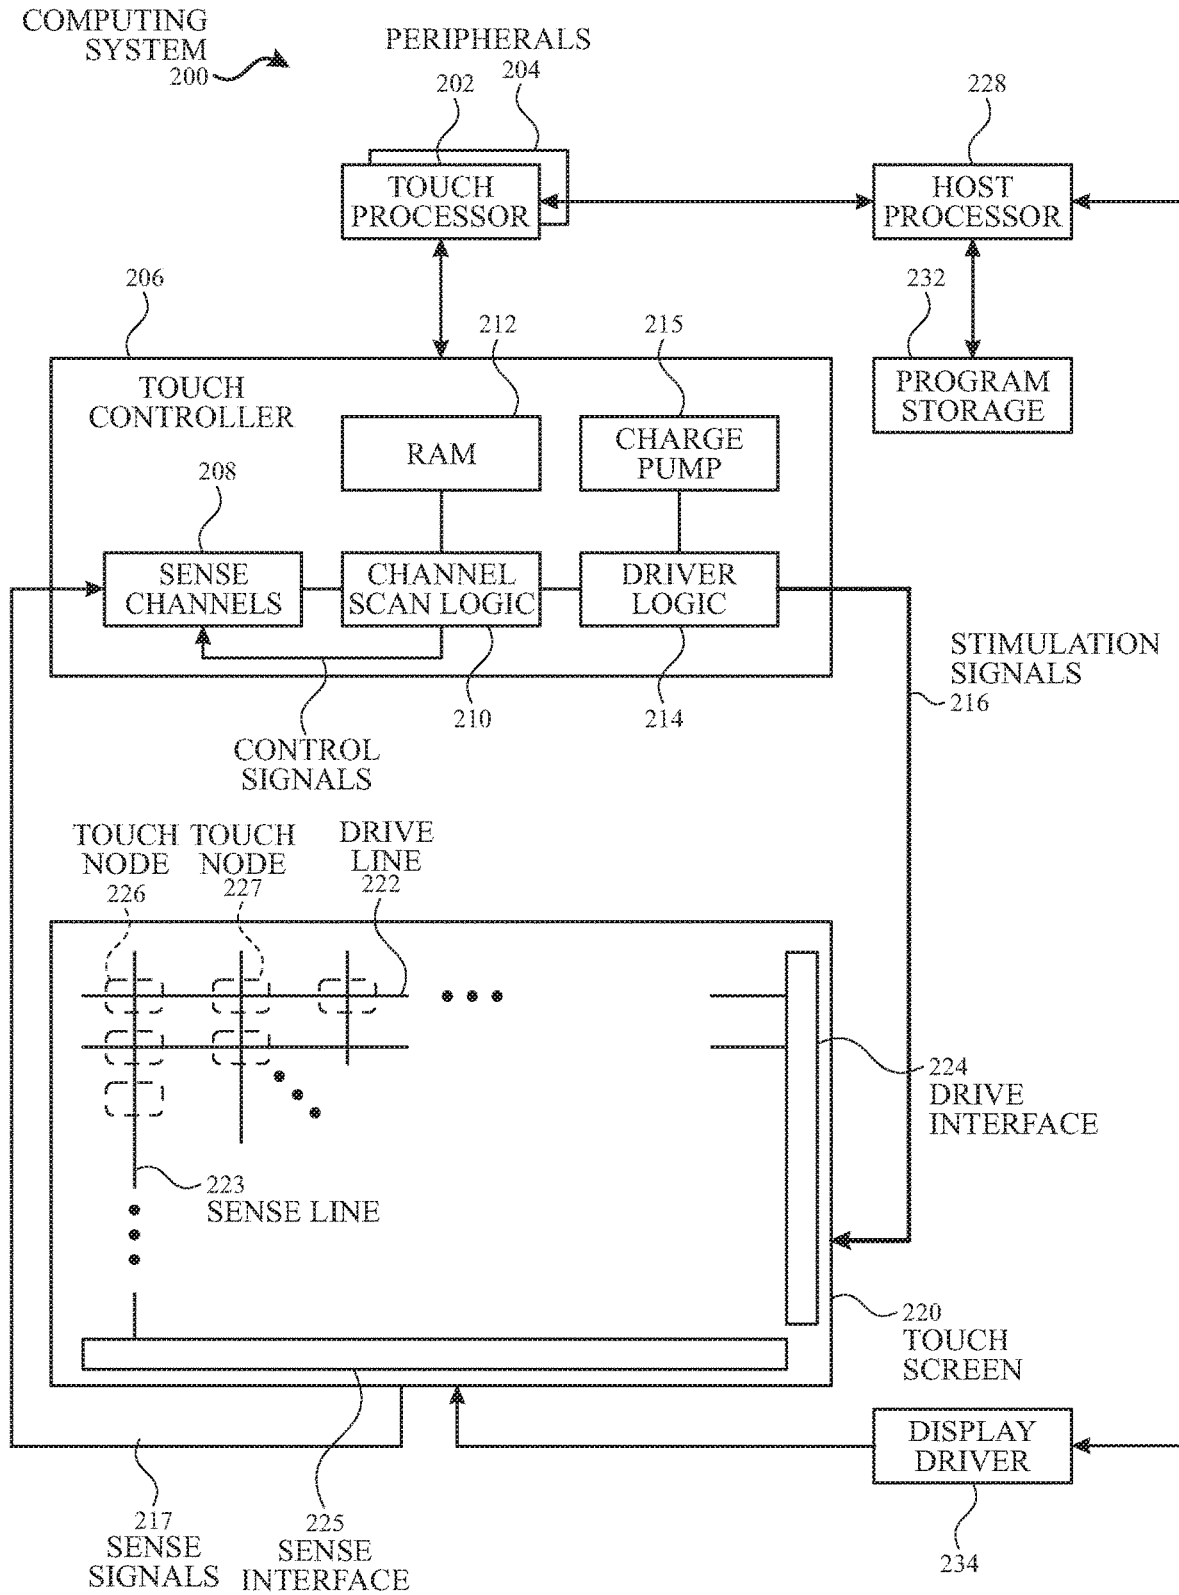 COMPUTING
SYSTEM
200
PERIPHERALS
204
202
228
TOUCH
PROCESSOR
HOST
PROCESSOR
206
212
215
232
TOUCH
CONTROLLER
RAM
CHARGE
PUMP
PROGRAM
STORAGE
208
SENSE
CHANNELS
CHANNEL
SCAN LOGIC
DRIVER
LOGIC
STIMULATION
SIGNALS
216
210
214
CONTROL
SIGNALS
TOUCH
NODE
226
TOUCH
NODE
227
DRIVE
LINE
222
224
DRIVE
INTERFACE
223
SENSE LINE
220
TOUCH
SCREEN
DISPLAY
DRIVER
217
SENSE
SIGNALS
225
SENSE
INTERFACE
234